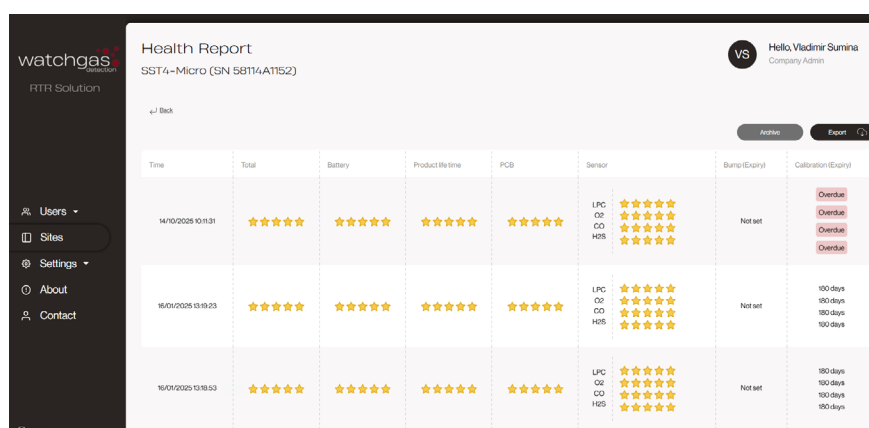 watchgas
detection
RTR Solution
Users
Sites
Settings
About
Contact
Health Report
SST4-Micro (SN 58114A1152)
VS
Hello, Vladimir Sumina
Company Admin
Back
Archivo
Export
Time Total Battery Product life time PCB Sensor Bump (Expiry) Calibration (Expiry)
14/10/2025 10:11:31
LPC
O2
CO
H2S
Not set
Overdue
Overdue
Overdue
Overdue
16/01/2025 13:19:23
LPC
O2
CO
H2S
Not set
180 days
180 days
180 days
180 days
16/01/2025 13:18:53
LPC
O2
CO
H2S
Not set
180 days
180 days
180 days
180 days